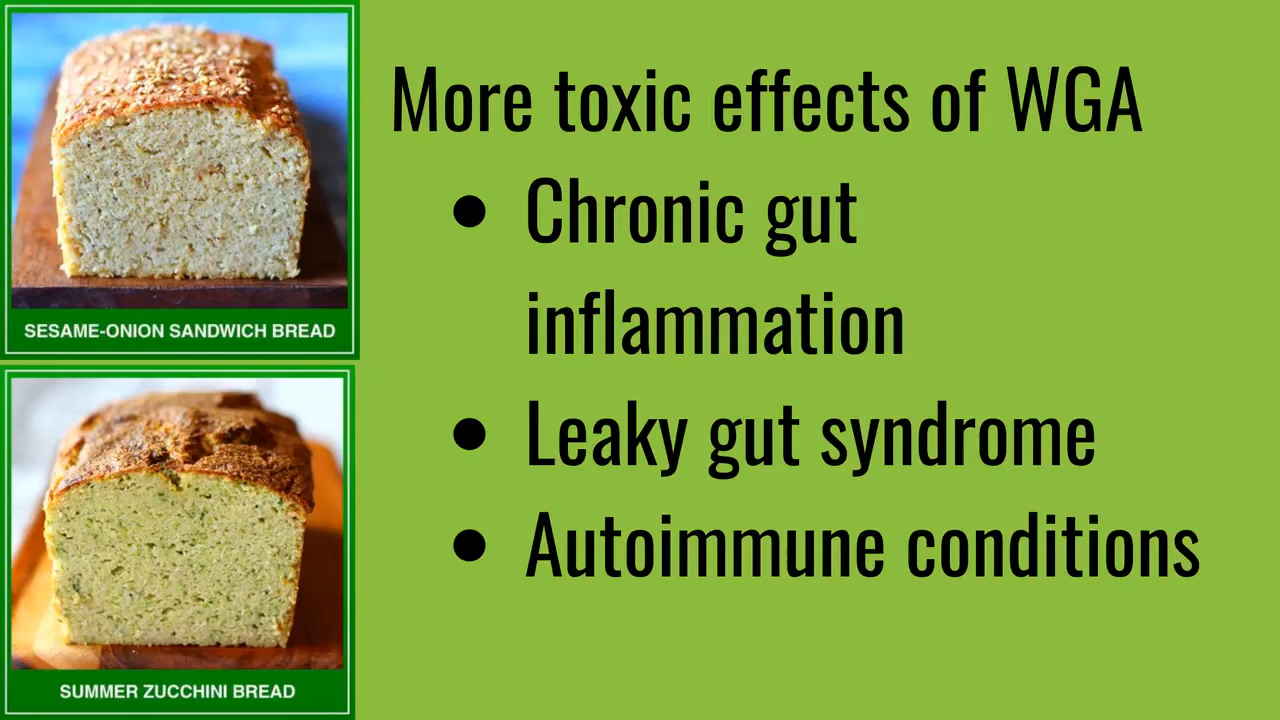 SESAME-ONION SANDWICH BREAD
SUMMER ZUCCHINI BREAD
More toxic effects of WGA
• Chronic gut
inflammation
• Leaky gut syndrome
• Autoimmune conditions